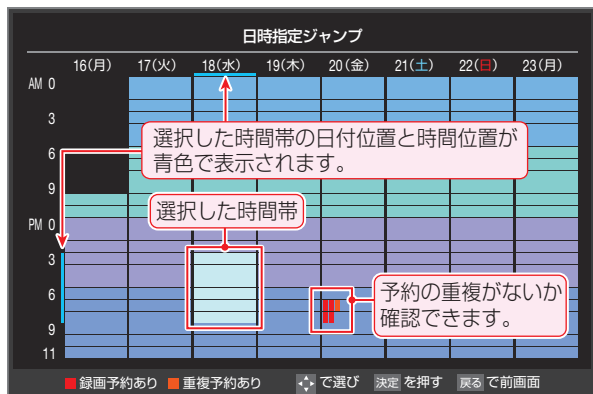 日時指定ジャンプ
16(月) 17(火) 18(水) 19(木) 20(金) 21(土) 22(日) 23(月)
AM 0
3
選択した時間帯の日付位置と時間位置が
青色で表示されます。
6
9
選択した時間帯
PM 0
3
6
予約の重複がないか
確認できます。
9
11
録画予約あり 重複予約あり で選び 決定 を押す 戻る で前画面